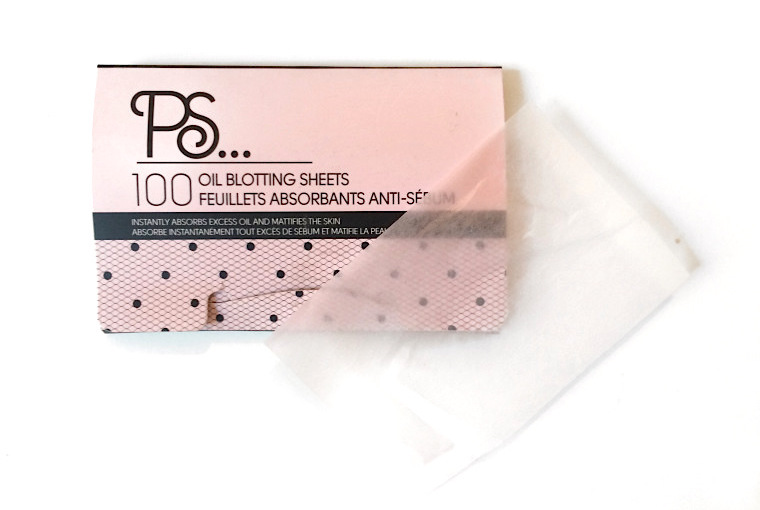 PS...
100 OIL BLOTTING SHEETS
FEUILLETS ABSORBANTS ANTI-SÉBUM
INSTANTLY ABSORBS EXCESS OIL AND MATTIFIES THE SKIN
ABSORBE INSTANTANÉMENT TOUT EXCÈS DE SÉBUM ET MATIFIE LA PEAU